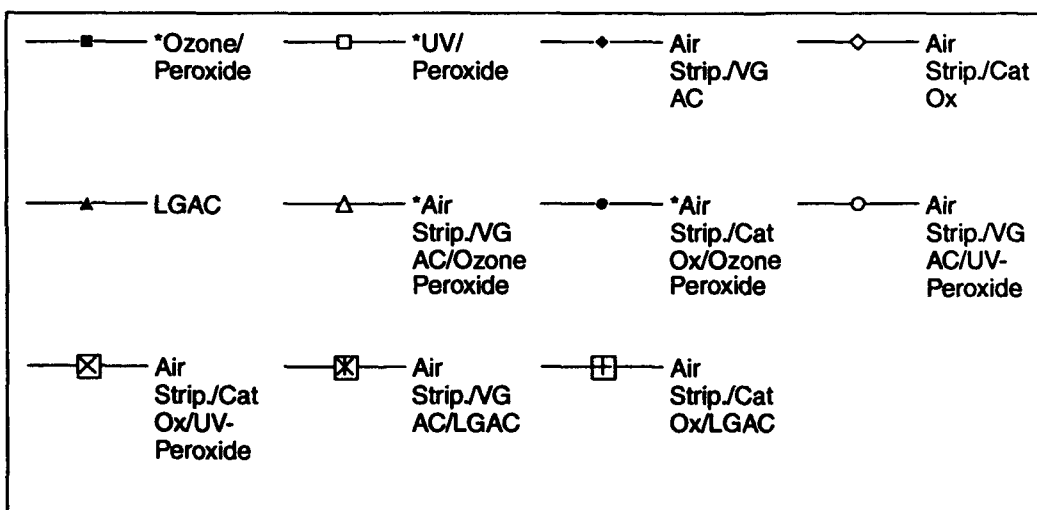 *Ozone/
Peroxide
*UV/
Peroxide
Air
Strip./VG
AC
Air
Strip./Cat
Ox
LGAC
*Air
Strip./VG
AC/Ozone
Peroxide
*Air
Strip./Cat
Ox/Ozone
Peroxide
Air
Strip./VG
AC/UV-
Peroxide
Air
Strip./Cat
Ox/UV-
Peroxide
Air
Strip./VG
AC/LGAC
Air
Strip./Cat
Ox/LGAC